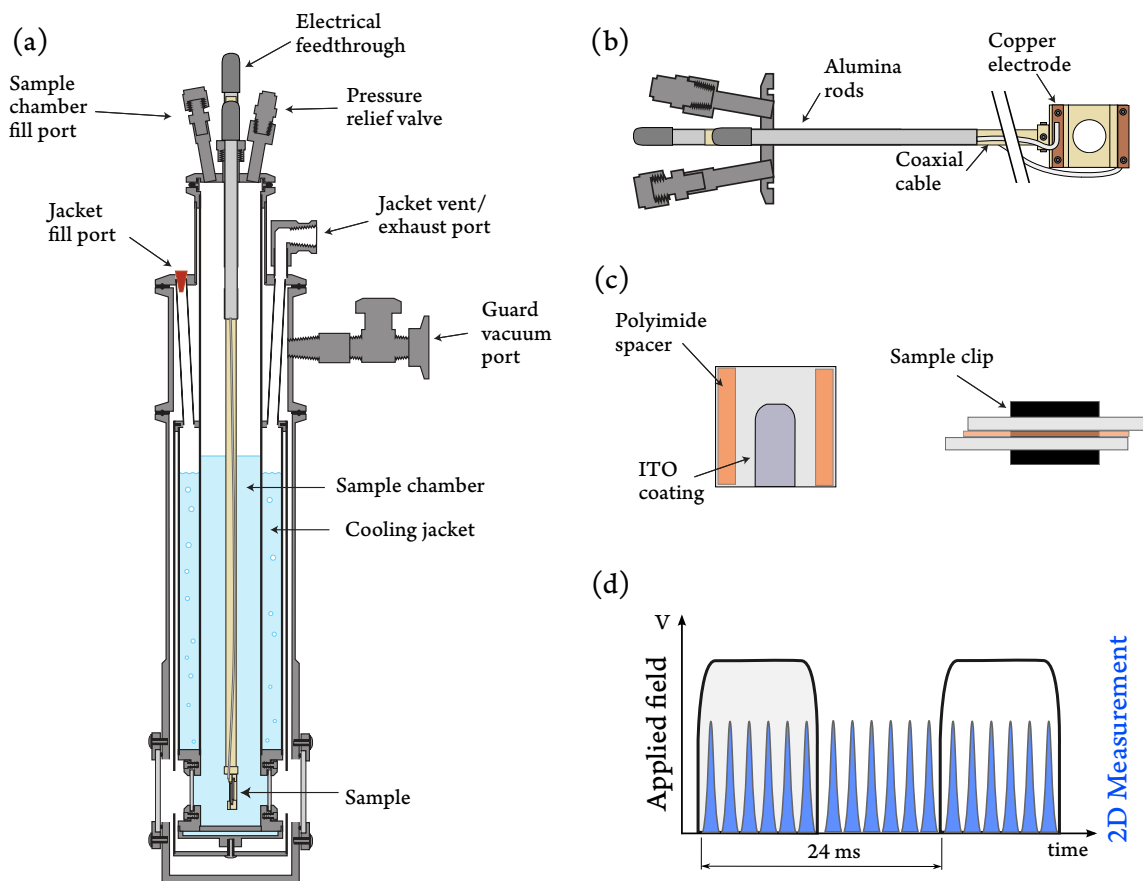 (a)
Electrical
feedthrough
Sample
chamber
fill port
Pressure
relief valve
Jacket
fill port
Jacket vent/
exhaust port
Guard
vacuum
port
Sample chamber
Cooling jacket
Sample
(b)
Copper
electrode
Alumina
rods
Coaxial
cable
(c)
Polyimide
spacer
Sample clip
ITO
coating
(d)
V
Applied field
2D Measurement
time
24 ms